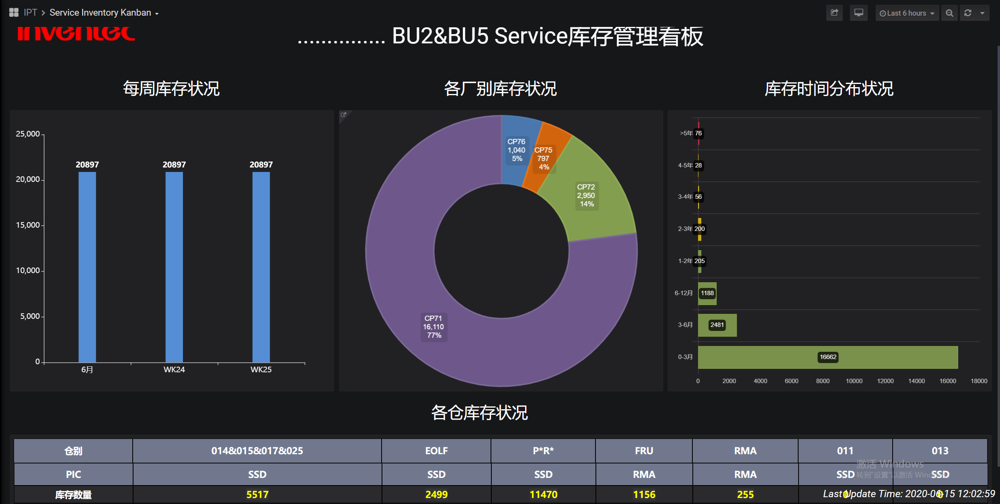 IPT > Service Inventory Kanban
Last 6 hours
Inventec
............... BU2&BU5 Service库存管理看板
每周库存状况
各厂别库存状况
库存时间分布状况
25,000
20,000
15,000
10,000
5,000
0
20897
20897
20897
6月
WK24
WK25
CP76
1,040
5%
CP75
797
4%
CP72
2,950
14%
CP71
16,110
77%
>5年 76
4-5年 28
3-4年 56
2-3年 200
1-2年 205
6-12月 1188
3-6月 2481
0-3月 16662
0 2000 4000 6000 8000 10000 12000 14000 16000 18000
各仓库存状况
仓别 014&015&017&025 EOLF P*R* FRU RMA 011 013
PIC SSD SSD SSD RMA RMA SSD SSD
库存数量 5517 2499 11470 1156 255 0 0
激活 Windows
转到"设置"以激活 Windows。
Last Update Time: 2020-06-15 12:02:59